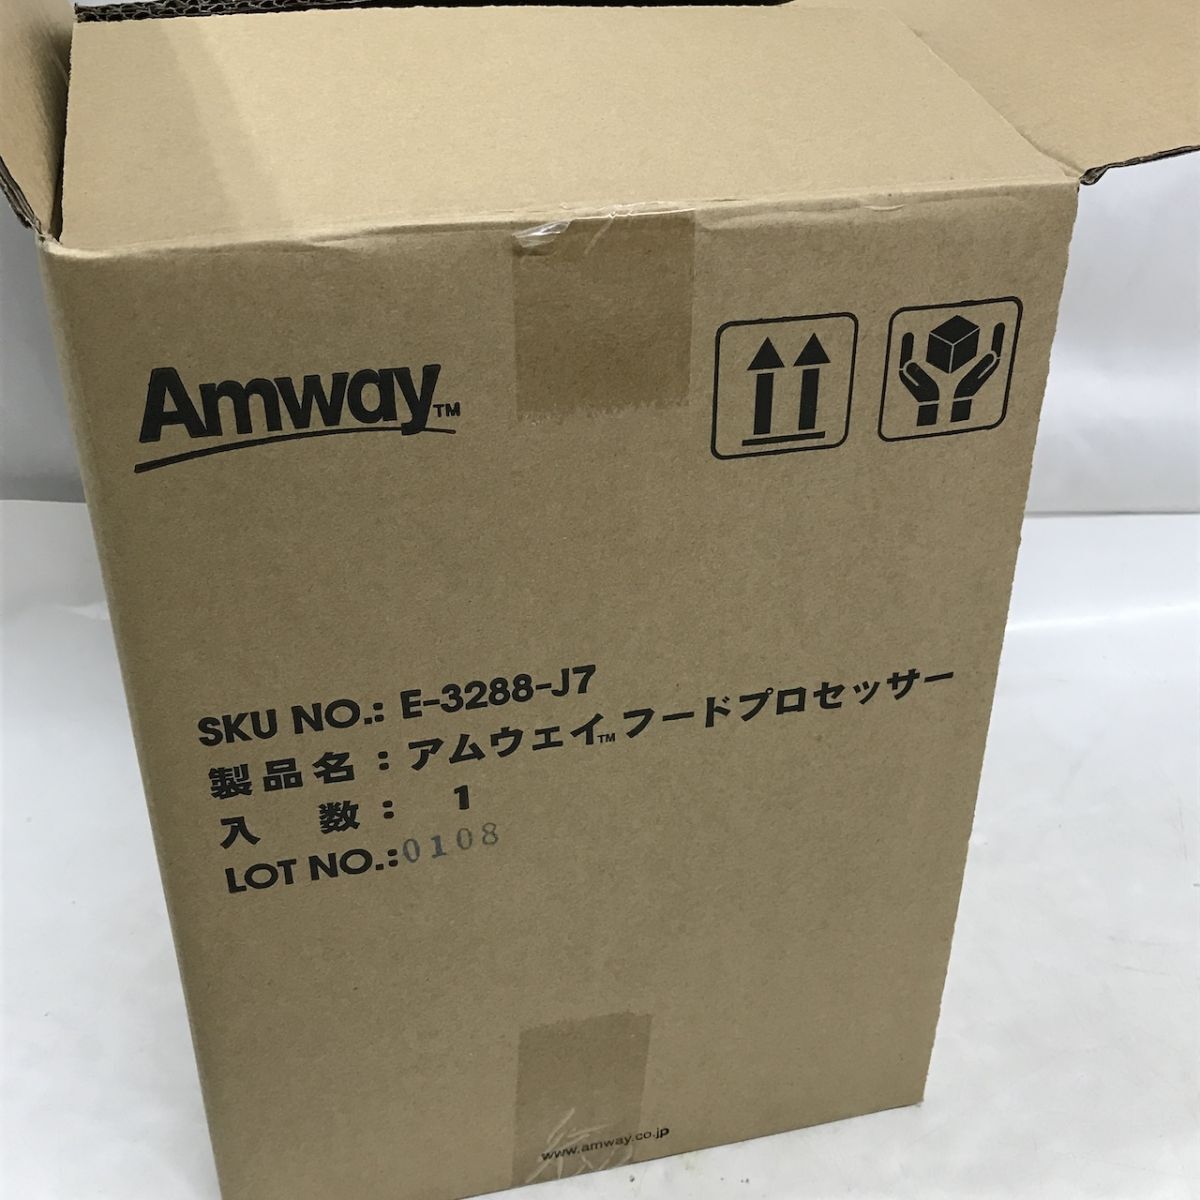 Amway™
SKU NO.: E-3288-J7
製品名：アムウェイ™フードプロセッサー
入　数：　1
LOT NO.:0108
www.amway.co.jp